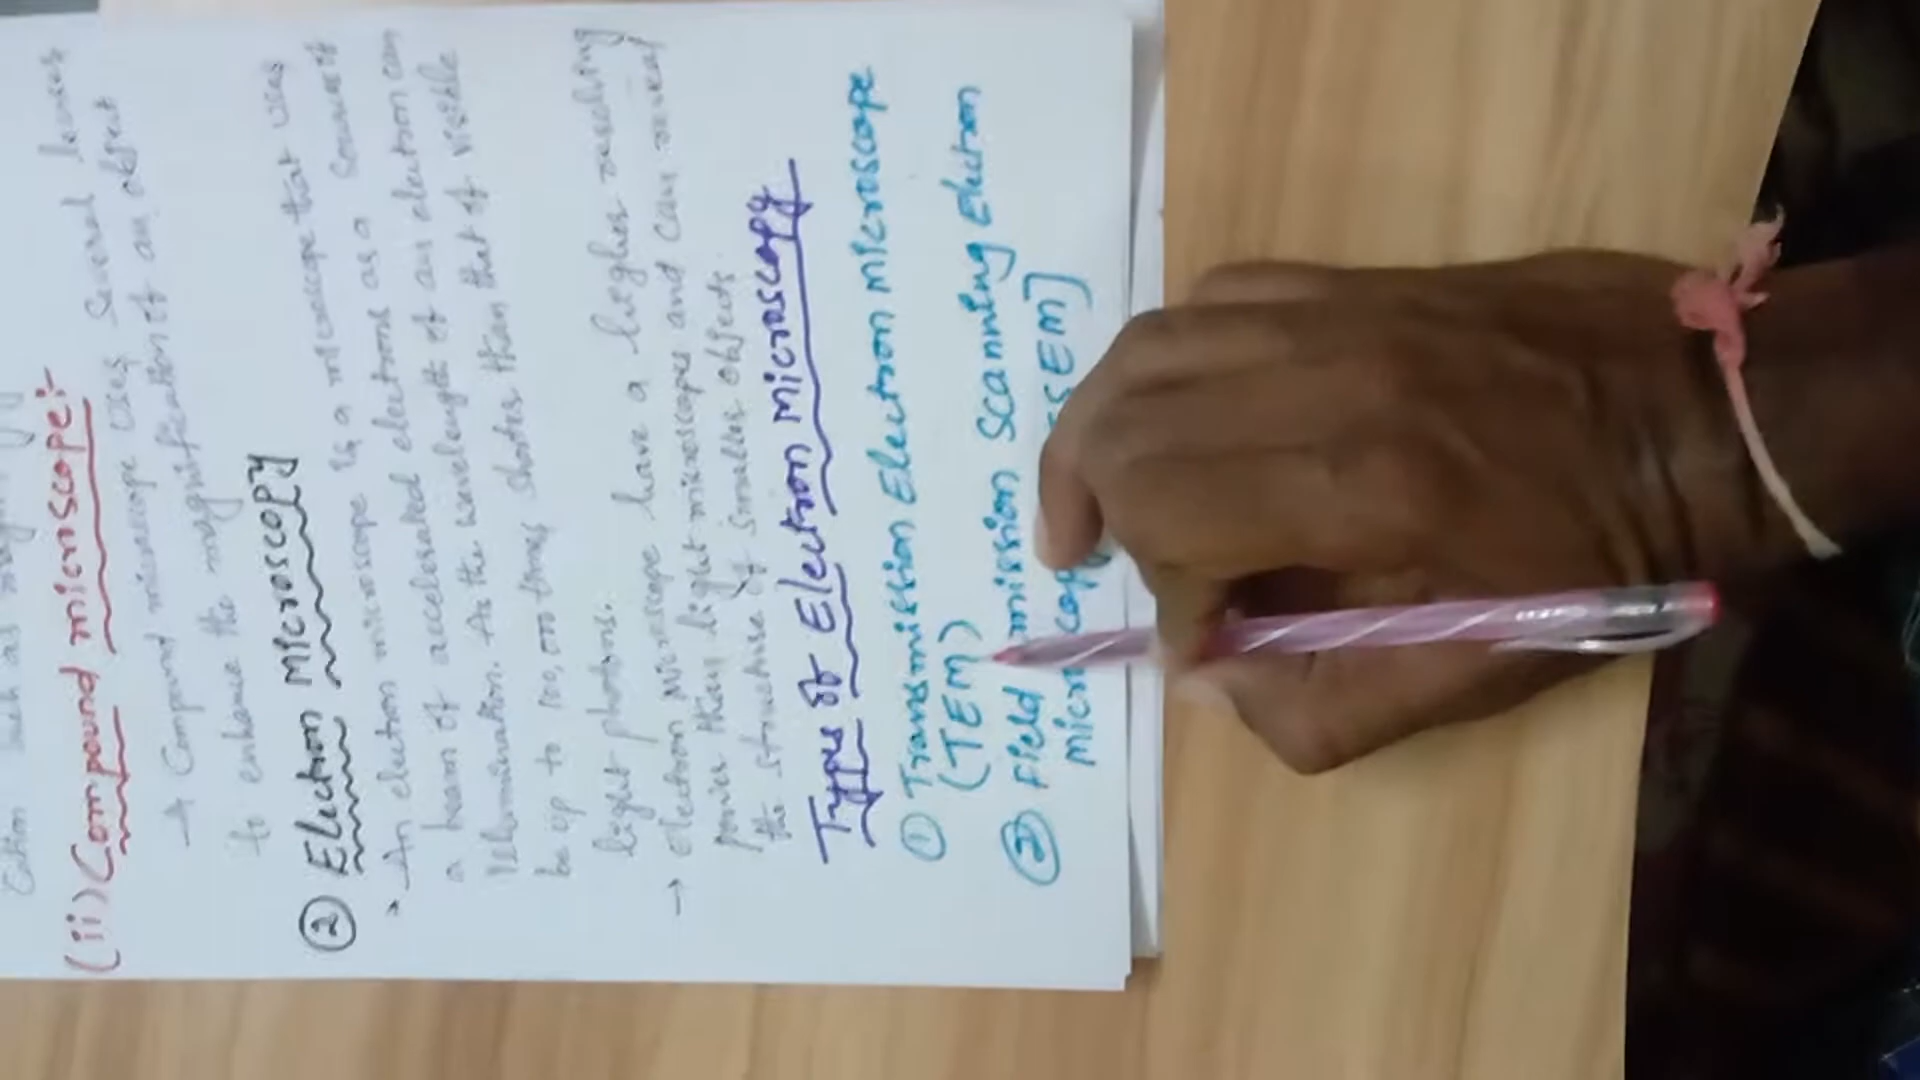 (ii) Compound microscope:-
→ A Compound microscope uses several lenses
to enhance the magnification of an object
② Electron Microscopy
An electron microscope is a microscope that uses
a beam of accelerated electrons as a source of
illumination. As the wavelength of an electron can
be up to 100,000 times shorter than that of visible
light photons.
→ electron microscope have a higher resolving
power than light microscopes and can reveal
the structure of smaller objects.
Types of Electron Microscopy
① Transmission Electron Microscope
(TEM)
② Field mission Scanning Electron
SEM]